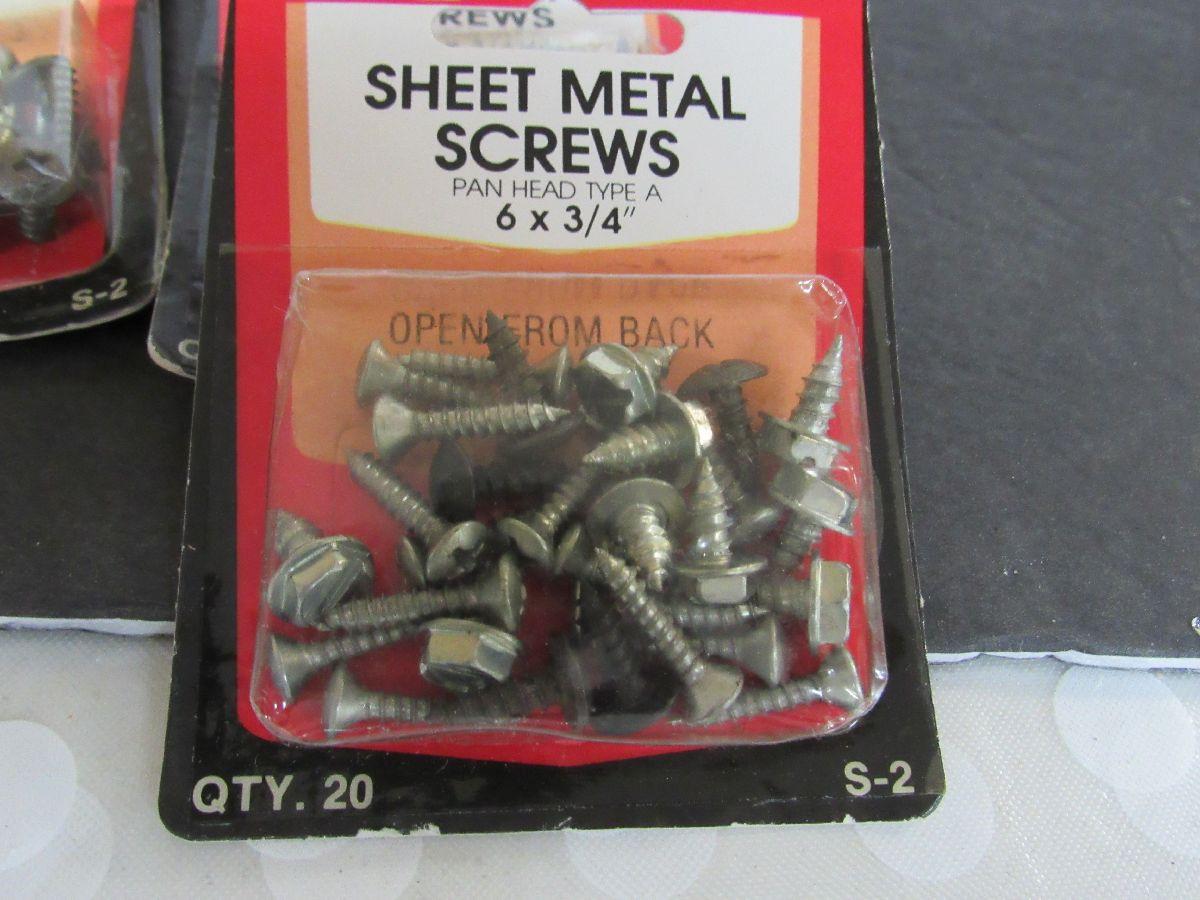 REWS
SHEET METAL
SCREWS
PAN HEAD TYPE A
6 x 3/4"
OPEN FROM BACK
QTY. 20
S-2
S-2